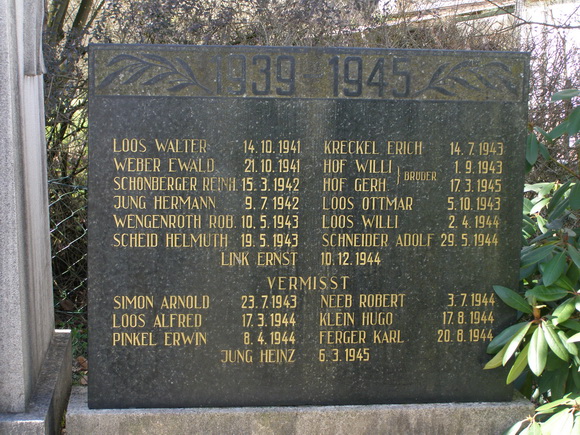 1939 1945
LOOS WALTER 14.10.1941 KRECKEL ERICH 14.7.1943
WEBER EWALD 21.10.1941 HOF WILLI 1.9.1943
SCHÖNBERGER REINH. 15.3.1942 HOF GERH. BRÜDER 17.3.1945
JUNG HERMANN 9.7.1942 LOOS OTTMAR 5.10.1943
WENGENROTH ROB. 10.5.1943 LOOS WILLI 2.4.1944
SCHEID HELMUTH 19.5.1943 SCHNEIDER ADOLF 29.5.1944
LINK ERNST 10.12.1944
VERMISST
SIMON ARNOLD 23.7.1943 NEEB ROBERT 3.7.1944
LOOS ALFRED 17.3.1944 KLEIN HUGO 17.8.1944
PINKEL ERWIN 8.4.1944 FERGER KARL 20.8.1944
JUNG HEINZ 6.3.1945